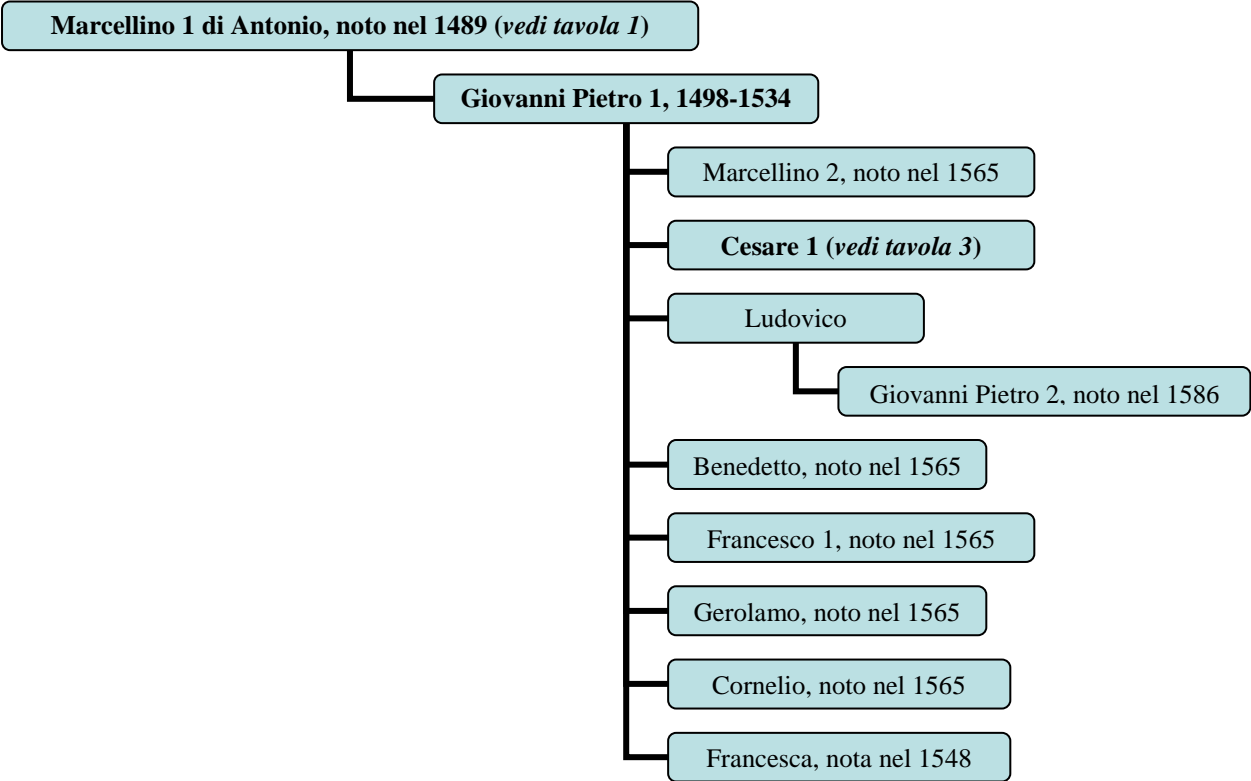 Marcellino 1 di Antonio, noto nel 1489 (vedi tavola 1)
Giovanni Pietro 1, 1498-1534
Marcellino 2, noto nel 1565
Cesare 1 (vedi tavola 3)
Ludovico
Giovanni Pietro 2, noto nel 1586
Benedetto, noto nel 1565
Francesco 1, noto nel 1565
Gerolamo, noto nel 1565
Cornelio, noto nel 1565
Francesca, nota nel 1548